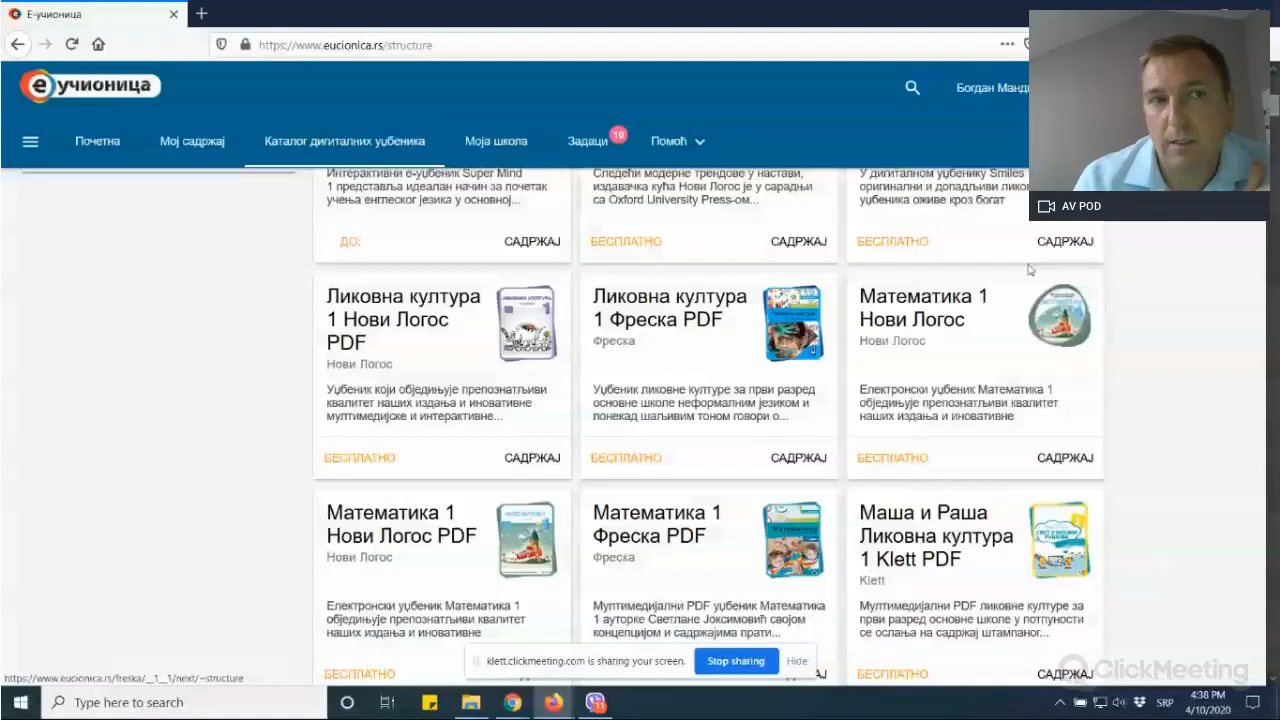 Е-учионица
https://www.eucionica.rs/structure
е учионица
Богдан Манд
Почетна
Мој садржај
Каталог дигиталних уџбеника
Моја школа
Задаци
10
Помоћ
AV POD
Интерактивни е-уџбеник Super Mind
1 представља идеалан начин за почетак
учења енглеског језика у основној...
ДО:
САДРЖАЈ
Следећи модерне трендове у настави,
издавачка кућа Нови Логос је у сарадњи
са Oxford University Press-ом...
БЕСПЛАТНО
САДРЖАЈ
У дигиталном уџбенику Smiles
оригинални и допадљиви
уџбеника оживе кроз богат
БЕСПЛАТНО
САДРЖАЈ
Ликовна култура
1 Нови Логос
PDF
Нови Логос
Уџбеник који обједињује препознатљиви
квалитет наших издања и иновативне
мултимедијске и интерактивне...
БЕСПЛАТНО
САДРЖАЈ
Ликовна култура
1 Фреска PDF
Фреска
Уџбеник ликовне културе за први разред
основне школе неформалним језиком и
понекад шаљивим тоном говори о...
БЕСПЛАТНО
САДРЖАЈ
Математика 1
Нови Логос
Нови Логос
Електронски уџбеник Математика 1
обједињује препознатљиви квалитет
наших издања и иновативне
БЕСПЛАТНО
САДРЖАЈ
Математика 1
Нови Логос PDF
Нови Логос
Електронски уџбеник Математика 1
обједињује препознатљиви квалитет
наших издања и иновативне
БЕСПЛАТНО
Математика 1
Фреска PDF
Фреска
Мултимедијални PDF уџбеник Математика
1 ауторке Светлане Јоксимовић својом
концепцијом и садржајима прати...
Маша и Раша
Ликовна култура
1 Klett PDF
Klett
Мултимедијални PDF ликовне културе за
први разред основне школе у потпуности
се ослања на садржај штампаног...
САДРЖАЈ
klett.clickmeeting.com is sharing your screen.
Stop sharing
Hide
ClickMeeting
https://www.eucionica.rs/freska/__1__1/next/--structure
Type here to search
11
SRP
4:38 PM
4/10/2020